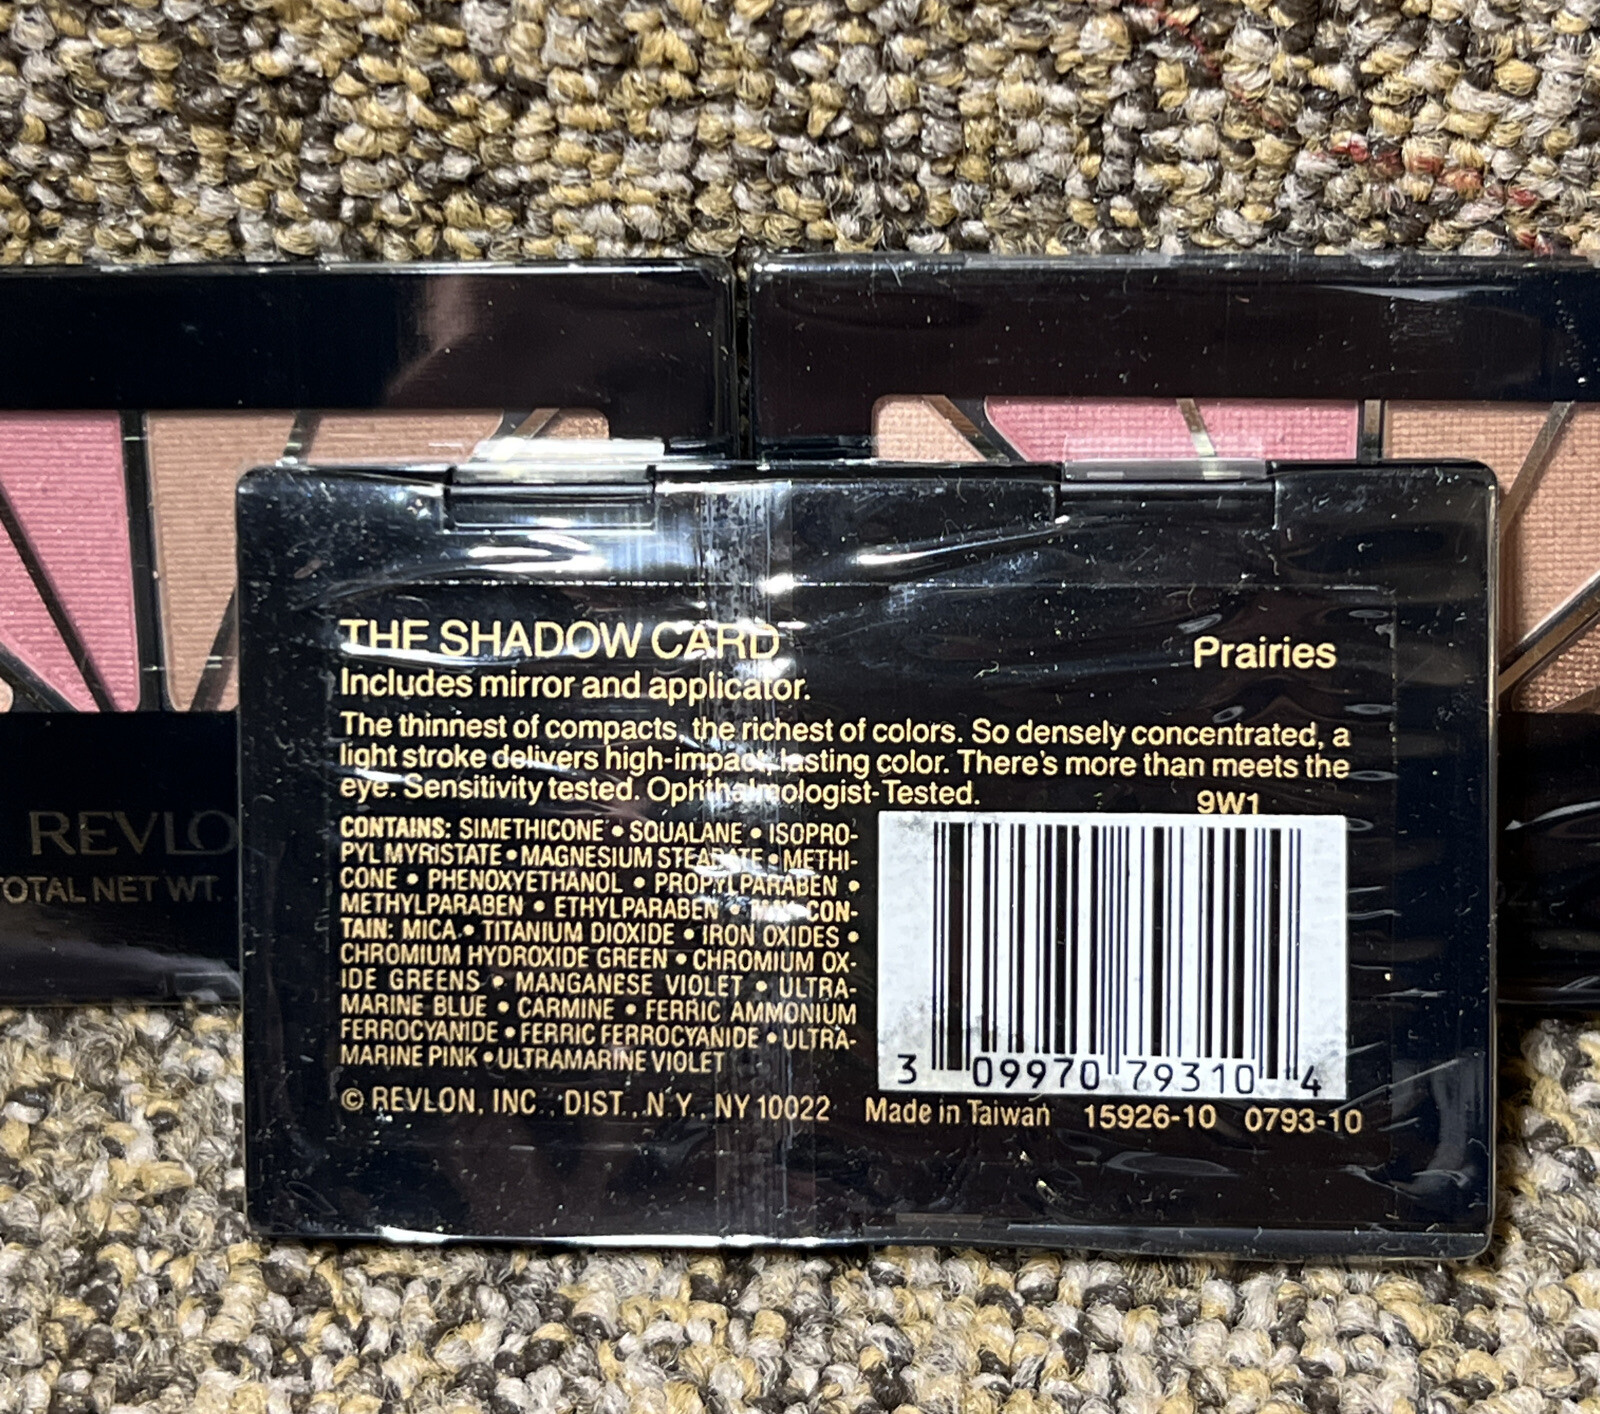 THE SHADOW CARD
Prairies
Includes mirror and applicator.
The thinnest of compacts, the richest of colors. So densely concentrated, a
light stroke delivers high-impact, lasting color. There's more than meets the
eye. Sensitivity tested. Ophthalmologist-Tested.
9W1
CONTAINS: SIMETHICONE • SQUALANE • ISOPRO-
PYL MYRISTATE • MAGNESIUM STEARATE • METHI-
CONE • PHENOXYETHANOL • PROPYLPARABEN •
METHYLPARABEN • ETHYLPARABEN • MAY CON-
TAIN: MICA • TITANIUM DIOXIDE • IRON OXIDES •
CHROMIUM HYDROXIDE GREEN • CHROMIUM OX-
IDE GREENS • MANGANESE VIOLET • ULTRA-
MARINE BLUE • CARMINE • FERRIC AMMONIUM
FERROCYANIDE • FERRIC FERROCYANIDE • ULTRA-
MARINE PINK • ULTRAMARINE VIOLET
3 09970 79310 4
© REVLON, INC., DIST., N.Y., NY 10022
Made in Taiwan 15926-10 0793-10
REVLO
OTAL NET WT.
OZ.